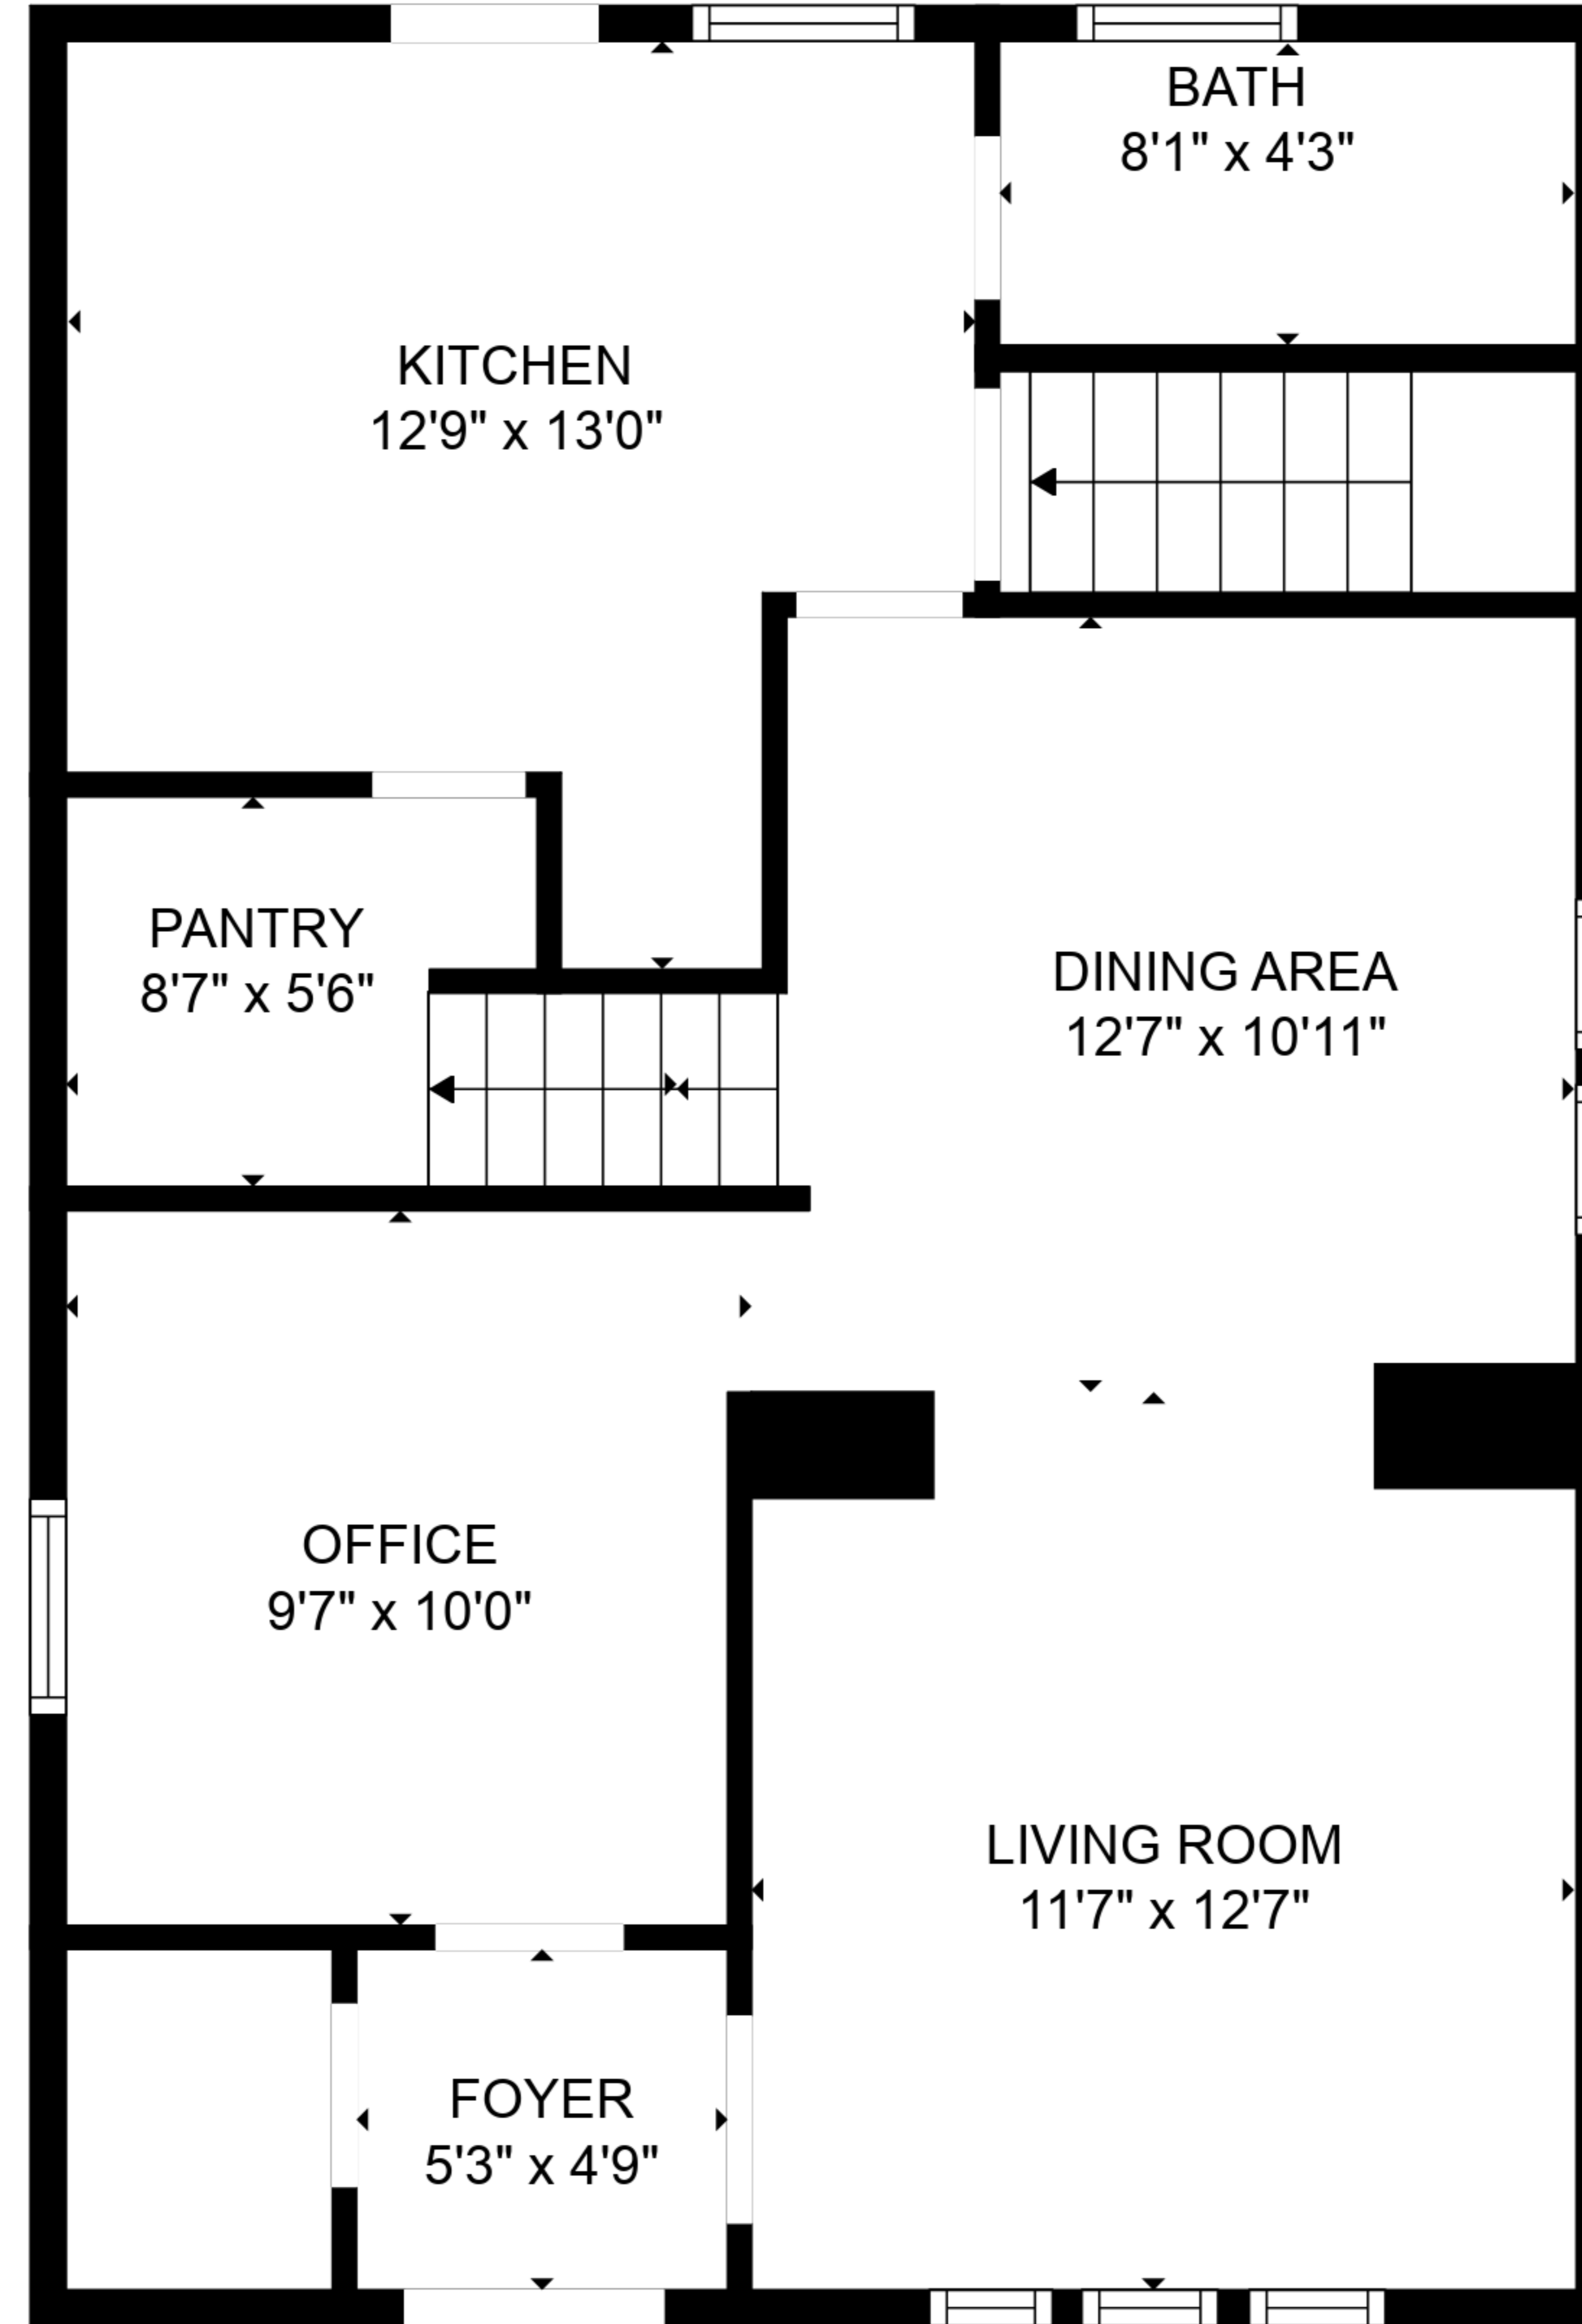 BATH
8'1" x 4'3"
KITCHEN
12'9" x 13'0"
PANTRY
8'7" x 5'6"
DINING AREA
12'7" x 10'11"
OFFICE
9'7" x 10'0"
LIVING ROOM
11'7" x 12'7"
FOYER
5'3" x 4'9"